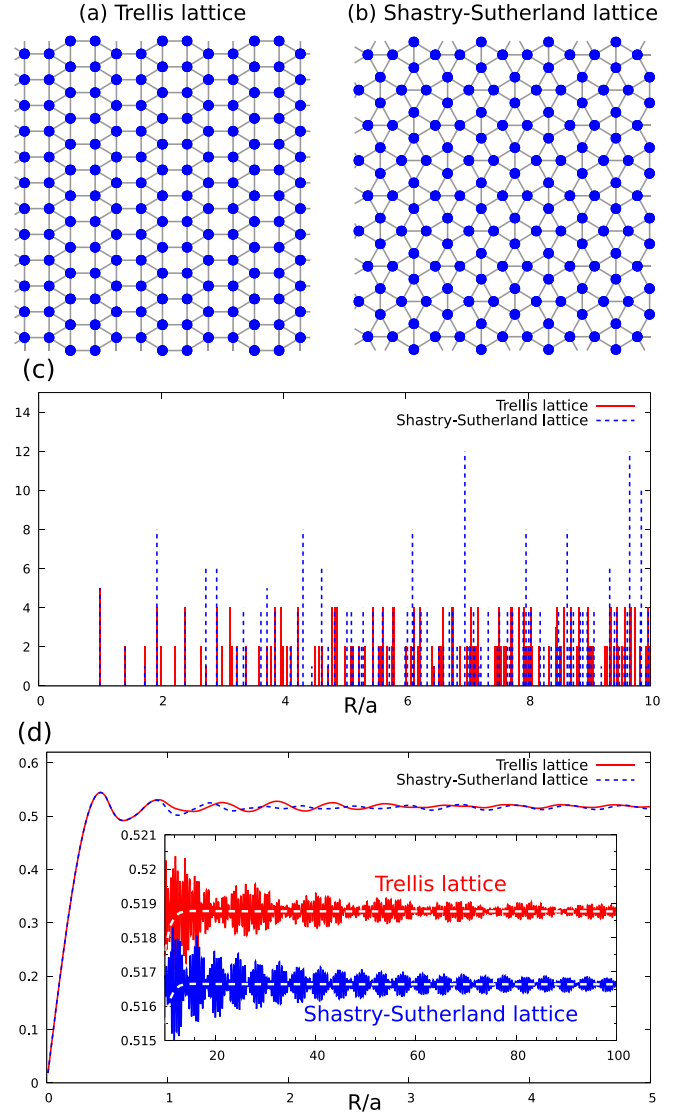 (a) Trellis lattice
(b) Shastry-Sutherland lattice
(c)
14
12
10
8
6
4
2
0
Trellis lattice
Shastry-Sutherland lattice
0 2 4 6 8 10
R/a
(d)
0.6
0.5
0.4
0.3
0.2
0.1
0
Trellis lattice
Shastry-Sutherland lattice
0.521
0.52
0.519
0.518
0.517
0.516
0.515
Trellis lattice
Shastry-Sutherland lattice
20 40 60 80 100
0 1 2 3 4 5
R/a